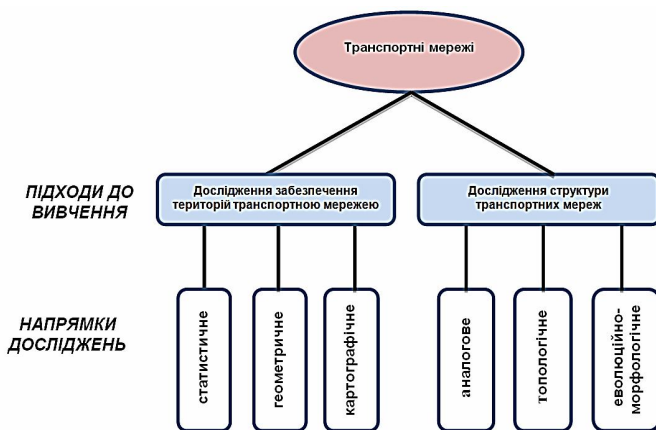 Транспортні мережі
ПІДХОДИ ДО
ВИВЧЕННЯ
Дослідження забезпечення
територій транспортною мережею
Дослідження структури
транспортних мереж
НАПРЯМКИ
ДОСЛІДЖЕНЬ
статистичне
геометричне
картографічне
аналогове
топологічне
еволюційно-
морфологічне